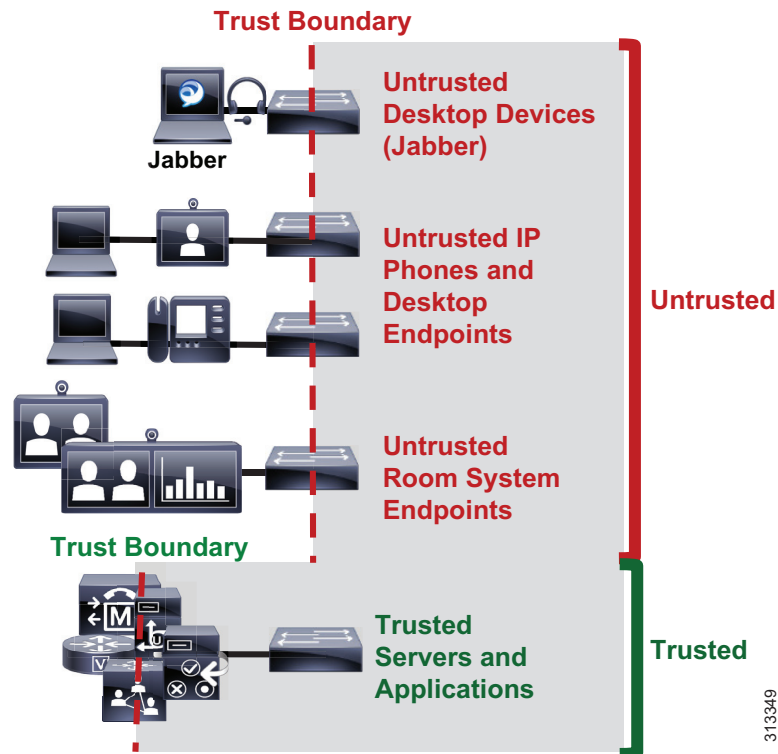 Trust Boundary
Untrusted
Desktop Devices
(Jabber)
Jabber
Untrusted IP
Phones and
Desktop
Endpoints
Untrusted
Untrusted
Room System
Endpoints
Trust Boundary
M
U
V
Trusted
Servers and
Applications
Trusted
313349